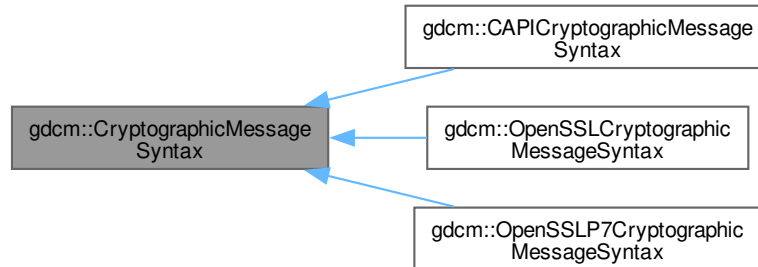 gdcm::CAPICryptographicMessage
Syntax
gdcm::CryptographicMessage
Syntax
gdcm::OpenSSLCryptographic
MessageSyntax
gdcm::OpenSSLP7Cryptographic
MessageSyntax